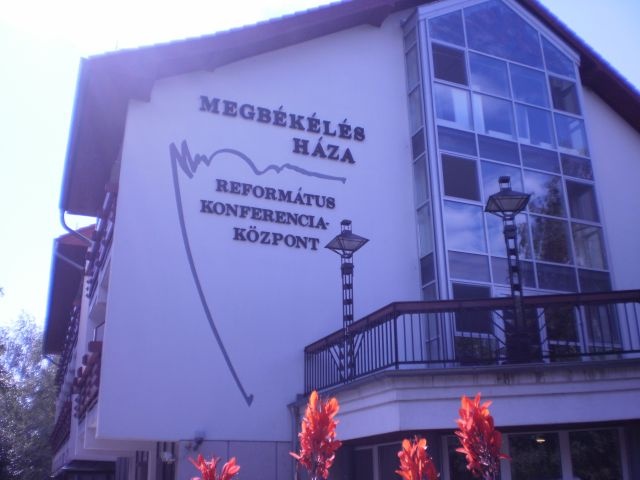 MEGBÉKÉLÉS
HÁZA
REFORMÁTUS
KONFERENCIA-
KÖZPONT